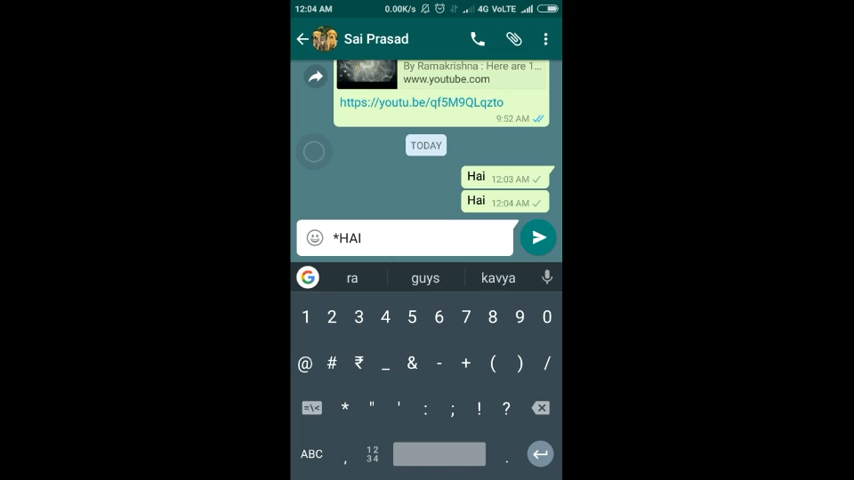 12:04 AM 0.00K/s 4G VoLTE
Sai Prasad
By Ramakrishna : Here are 1...
www.youtube.com
https://youtu.be/qf5M9QLqzto
9:52 AM
TODAY
Hai 12:03 AM
Hai 12:04 AM
*HAI
G ra guys kavya
1 2 3 4 5 6 7 8 9 0
@ # ₹ _ & - + ( ) /
=\< * " ' : ; ! ?
ABC , 12 34 .